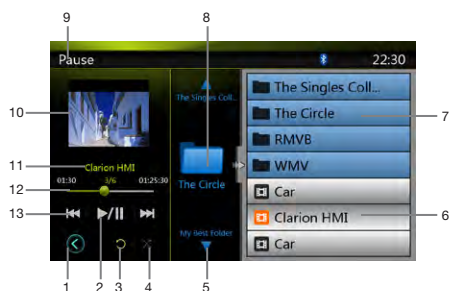 9
8
Pause
22:30
The Singles Coll..
The Singles Coll...
The Circle
7
10
RMVB
11
Clarion HMI
WMV
01:30
3/6
01:25:30
The Circle
12
Car
13
Clarion HMI
6
My Best Folder
Car
1
2
3
4
5